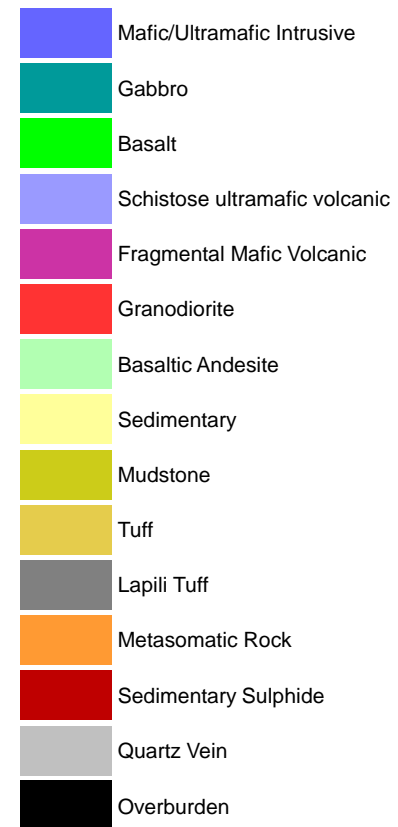 Mafic/Ultramafic Intrusive
Gabbro
Basalt
Schistose ultramafic volcanic
Fragmental Mafic Volcanic
Granodiorite
Basaltic Andesite
Sedimentary
Mudstone
Tuff
Lapili Tuff
Metasomatic Rock
Sedimentary Sulphide
Quartz Vein
Overburden